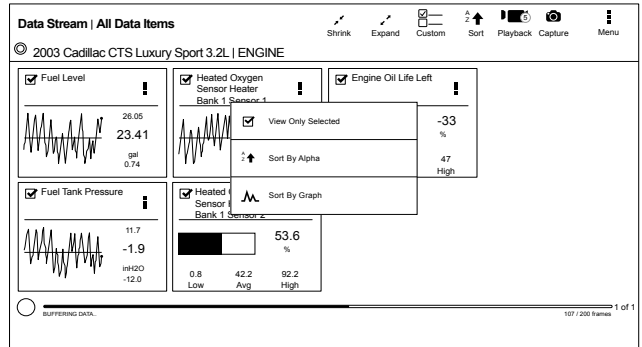 Data Stream | All Data Items
Shrink
Expand
Custom
A
Z
Sort
5
Playback
Capture
Menu
2003 Cadillac CTS Luxury Sport 3.2L | ENGINE
Fuel Level
26.05
23.41
gal
0.74
Heated Oxygen
Sensor Heater
Bank 1 Sensor 1
Engine Oil Life Left
-33
%
47
High
View Only Selected
A
Z
Sort By Alpha
Sort By Graph
Fuel Tank Pressure
11.7
-1.9
inH2O
-12.0
Heated
Sensor
Bank 1 Sensor 2
53.6
%
0.8
Low
42.2
Avg
92.2
High
BUFFERING DATA..
107 / 200 frames
1 of 1